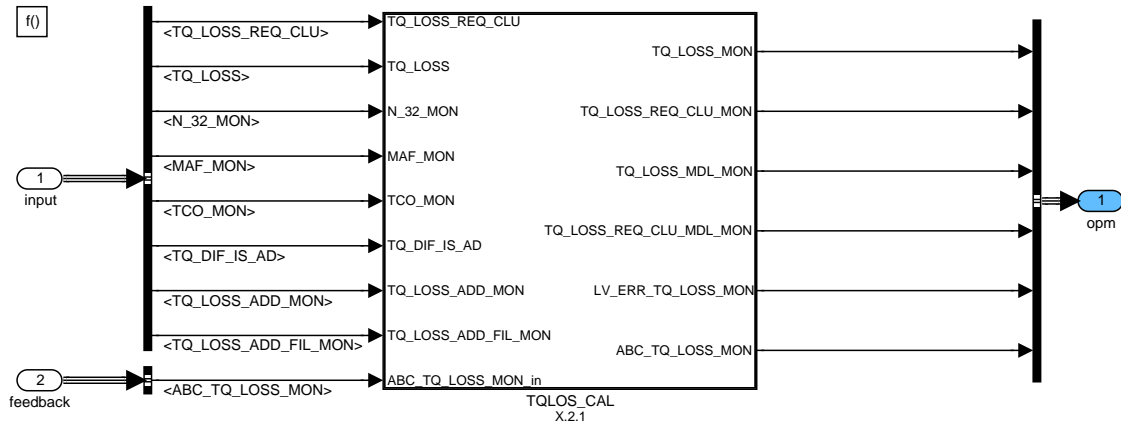 f()
<TQ_LOSS_REQ_CLU>
<TQ_LOSS>
<N_32_MON>
<MAF_MON>
<TCO_MON>
<TQ_DIF_IS_AD>
<TQ_LOSS_ADD_MON>
<TQ_LOSS_ADD_FIL_MON>
<ABC_TQ_LOSS_MON>
1
input
2
feedback
TQ_LOSS_REQ_CLU
TQ_LOSS
N_32_MON
MAF_MON
TCO_MON
TQ_DIF_IS_AD
TQ_LOSS_ADD_MON
TQ_LOSS_ADD_FIL_MON
ABC_TQ_LOSS_MON_in
TQ_LOSS_MON
TQ_LOSS_REQ_CLU_MON
TQ_LOSS_MDL_MON
TQ_LOSS_REQ_CLU_MDL_MON
LV_ERR_TQ_LOSS_MON
ABC_TQ_LOSS_MON
TQLOS_CAL
X.2.1
1
opm